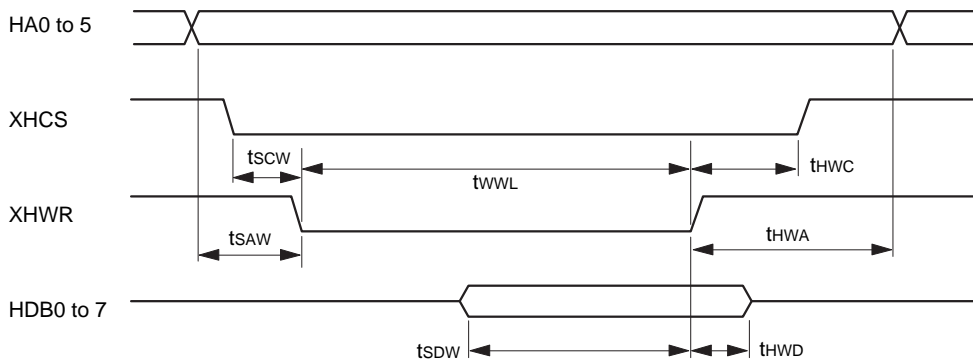 HA0 to 5
XHCS
tSCW
tWWL
tHWC
XHWR
tSAW
tHWA
HDB0 to 7
tSDW
tHWD